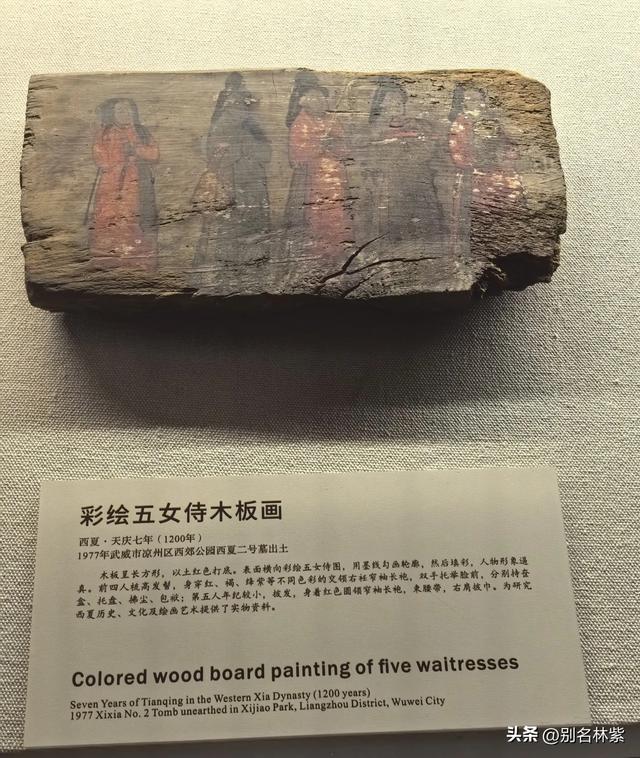 彩绘五女侍木板画
西夏·天庆七年（1200年）
1977年武威市凉州区西郊公园西夏二号墓出土
木板呈长方形，以土红色打底。表面横向彩绘五女侍图，用墨线勾画轮廓，然后填彩，人物形象逼
真。前四人梳高发髻，身穿红、褐、绛紫等不同色彩的交领右衽窄袖长袍，双手托举脸前，分别持奁
盒、托盘、拂尘、包袱；第五人年纪较小，披发，身着红色圆领窄袖长袍，束腰带，右肩披巾。为研究
西夏历史、文化及绘画艺术提供了实物资料。
Colored wood board painting of five waitresses
Seven Years of Tianqing in the Western Xia Dynasty (1200 years)
1977 Xixia No. 2 Tomb unearthed in Xijiao Park, Liangzhou District, Wuwei City
头条 @别名林紫